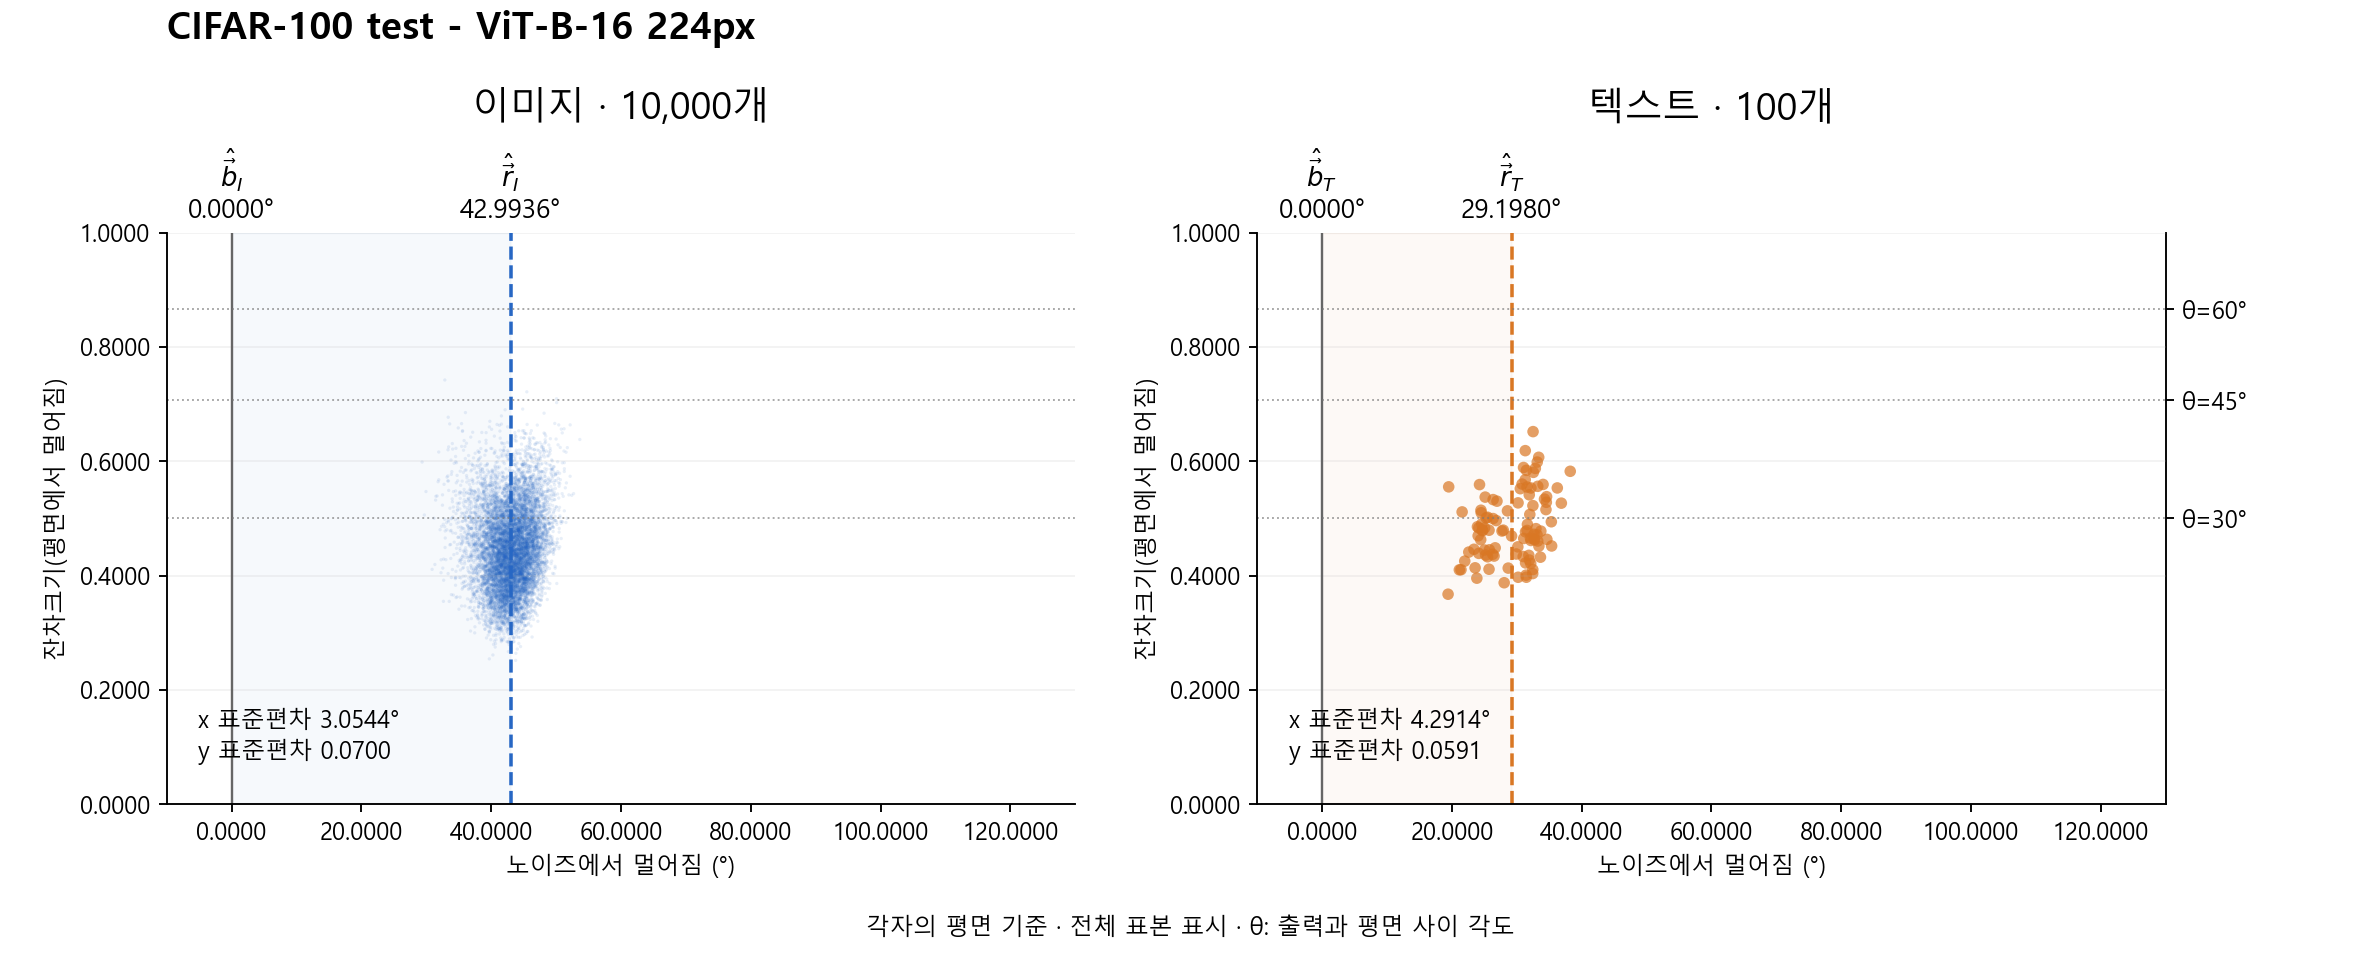 CIFAR-100 test - ViT-B-16 224px
이미지 · 10,000개
b̂⃗_I
0.0000°
r̂⃗_I
42.9936°
1.0000
0.8000
0.6000
0.4000
0.2000
0.0000
잔차크기(평면에서 멀어짐)
x 표준편차 3.0544°
y 표준편차 0.0700
0.0000 20.0000 40.0000 60.0000 80.0000 100.0000 120.0000
노이즈에서 멀어짐 (°)
텍스트 · 100개
b̂⃗_T
0.0000°
r̂⃗_T
29.1980°
1.0000
0.8000
0.6000
0.4000
0.2000
0.0000
잔차크기(평면에서 멀어짐)
θ=60°
θ=45°
θ=30°
x 표준편차 4.2914°
y 표준편차 0.0591
0.0000 20.0000 40.0000 60.0000 80.0000 100.0000 120.0000
노이즈에서 멀어짐 (°)
각자의 평면 기준 · 전체 표본 표시 · θ: 출력과 평면 사이 각도